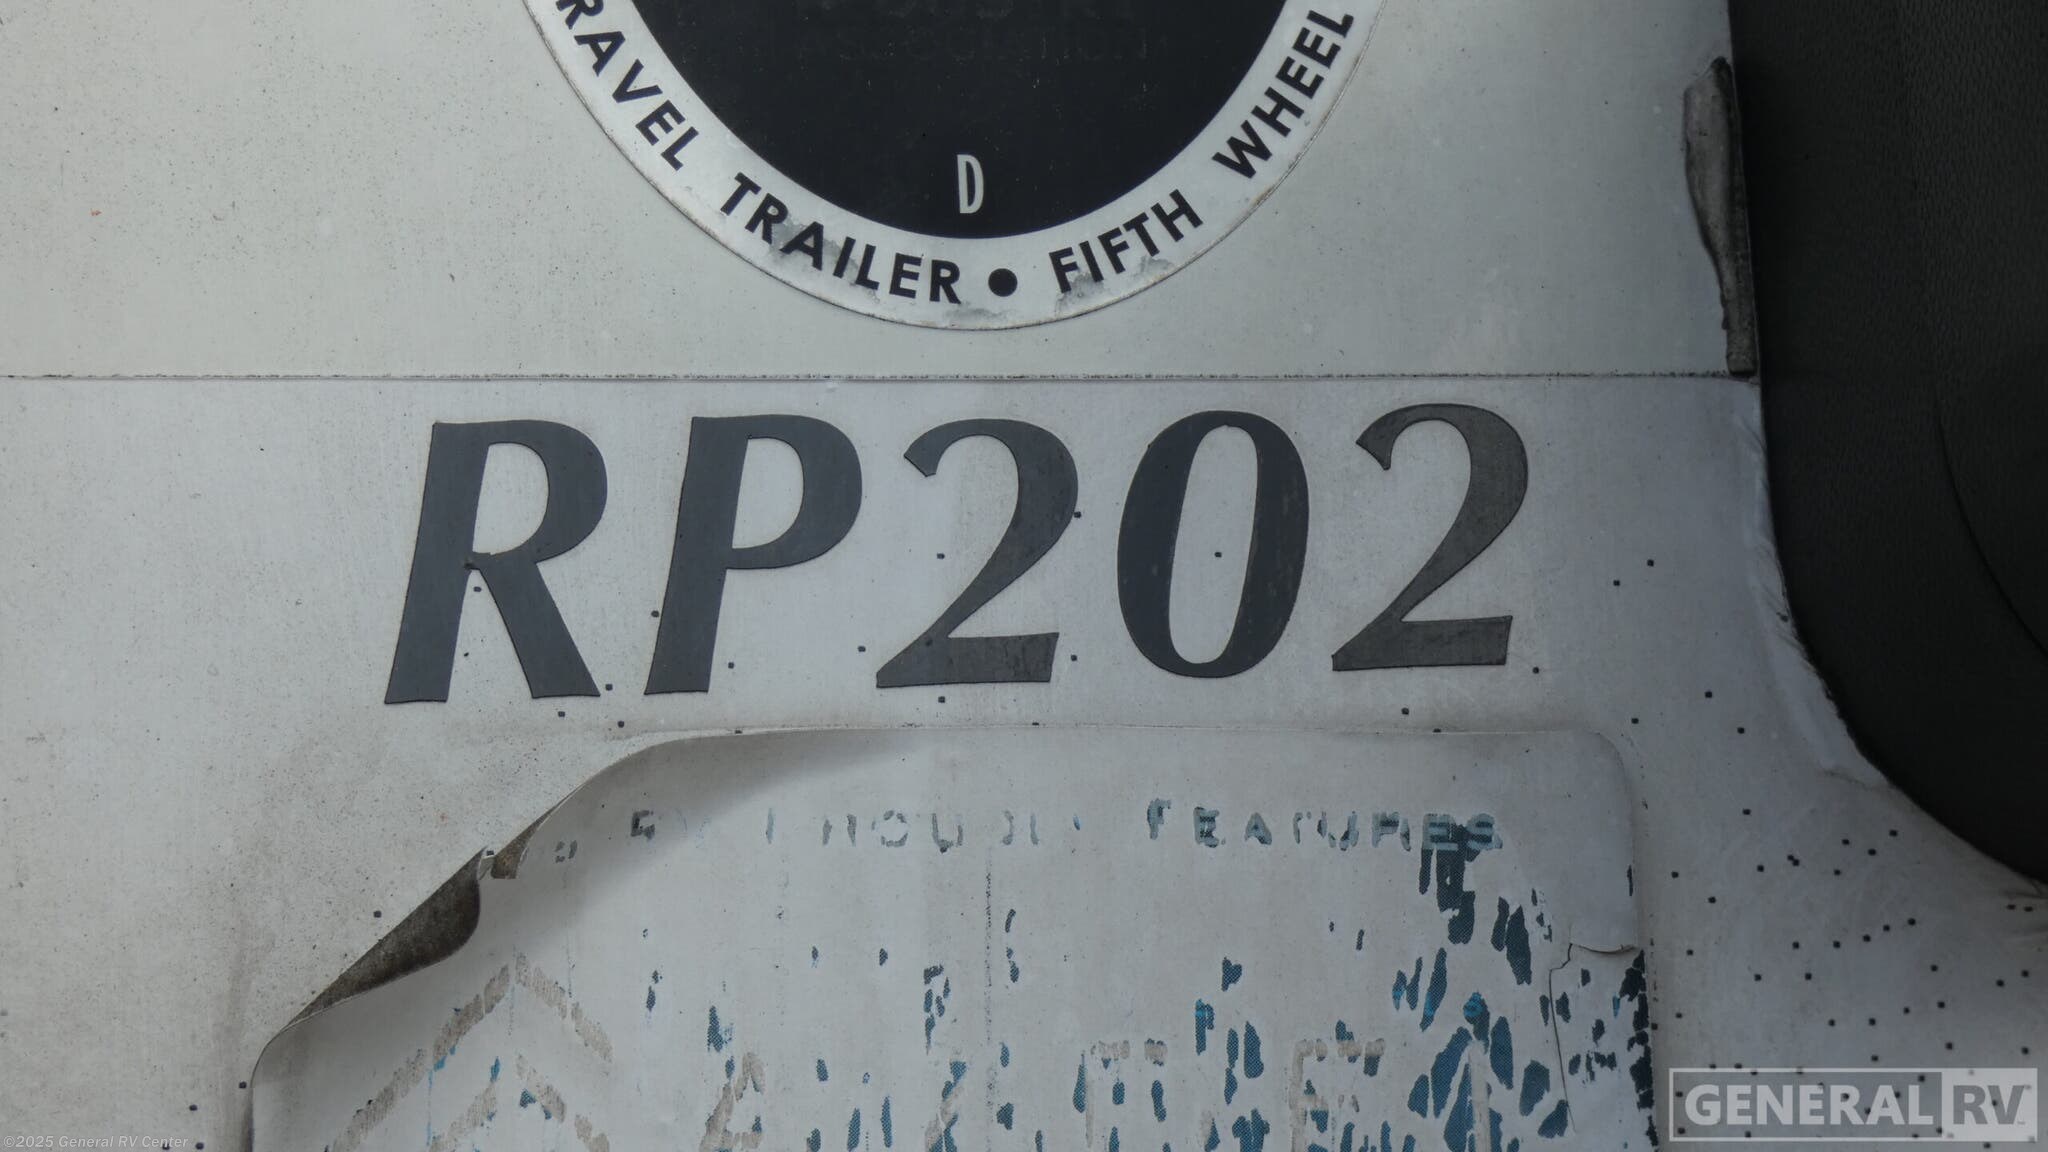 RAVEL TRAILER • FIFTH WHEEL
D
RP202
FEATURES
GENERAL RV
©2025 General RV Center